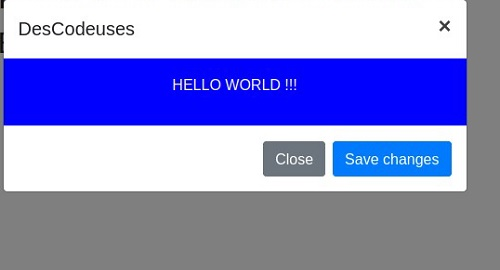 DesCodeuses
×
HELLO WORLD !!!
Close
Save changes